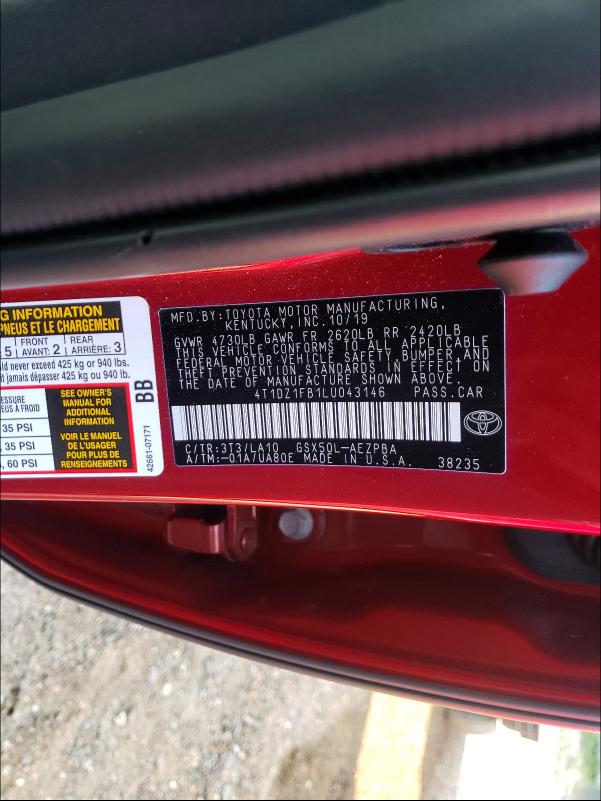 G INFORMATION
PNEUS ET LE CHARGEMENT
5 FRONT AVANT: 2 REAR ARRIÈRE: 3
ld never exceed 425 kg or 940 lbs.
it jamais dépasser 425 kg ou 940 lb.
PRESSURE
EUS A FROID
35 PSI
, 35 PSI
, 60 PSI
SEE OWNER'S
MANUAL FOR
ADDITIONAL
INFORMATION
VOIR LE MANUEL
DE L'USAGER
POUR PLUS DE
RENSEIGNEMENTS
BB
42661-07171
MFD.BY:TOYOTA MOTOR MANUFACTURING,
KENTUCKY, INC. 10/19
GVWR 4730LB GAWR FR 2620LB RR 2420LB
THIS VEHICLE CONFORMS TO ALL APPLICABLE
FEDERAL MOTOR VEHICLE SAFETY, BUMPER, AND
THEFT PREVENTION STANDARDS IN EFFECT ON
THE DATE OF MANUFACTURE SHOWN ABOVE.
4T1DZ1FB1LU043146 PASS.CAR
C/TR:3T3/LA10 GSX50L-AEZPBA
A/TM:-01A/UA80E MADE IN U.S.A. 38235